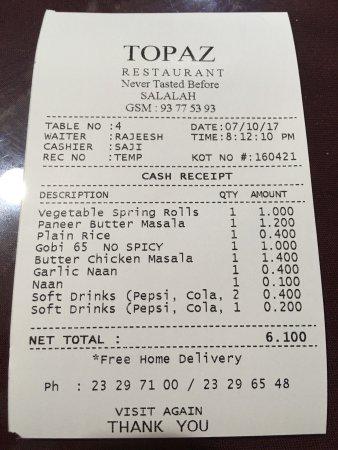 TOPAZ
RESTAURANT
Never Tasted Before
SALALAH
GSM : 93 77 53 93
TABLE NO :4 DATE:07/10/17
WAITER :RAJEESH TIME:8:12:10 PM
CASHIER :SAJI
REC NO :TEMP KOT NO #:160421
CASH RECEIPT
DESCRIPTION QTY AMOUNT
Vegetable Spring Rolls 1 1.000
Paneer Butter Masala 1 1.200
Plain Rice 1 0.400
Gobi 65 NO SPICY 1 1.000
Butter Chicken Masala 1 1.400
Garlic Naan 1 0.400
Naan 1 0.100
Soft Drinks (Pepsi, Cola, 2 0.400
Soft Drinks (Pepsi, Cola, 1 0.200
NET TOTAL : 6.100
*Free Home Delivery
Ph : 23 29 71 00 / 23 29 65 48
VISIT AGAIN
THANK YOU